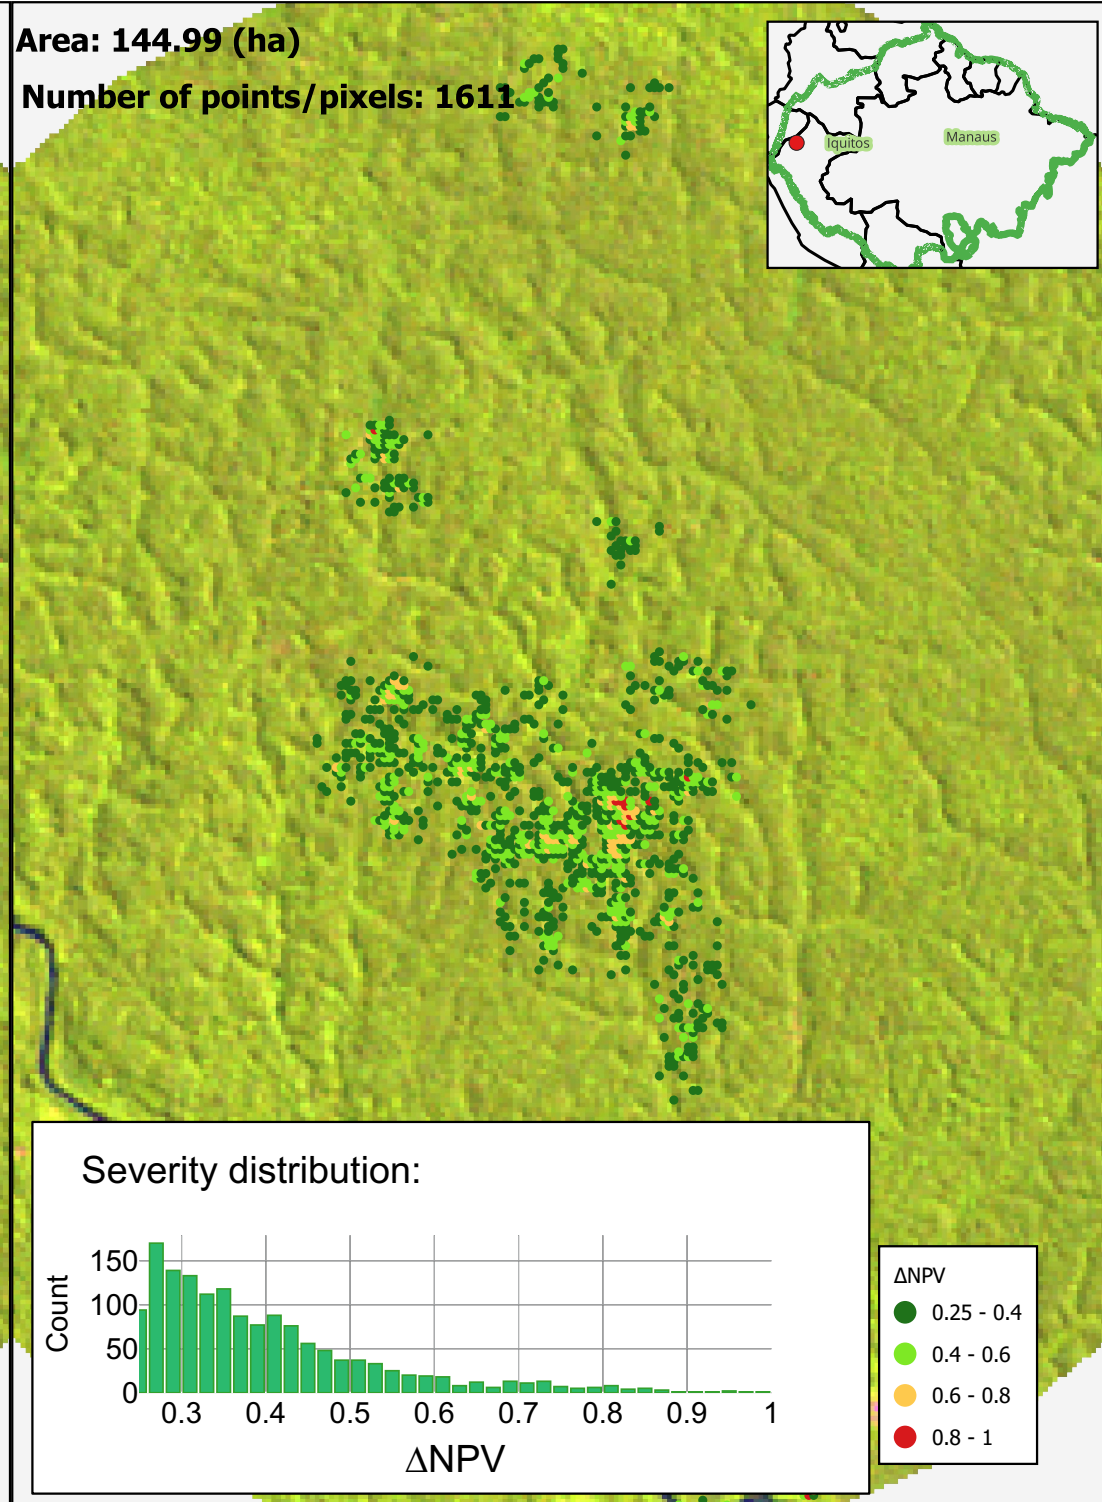 Area: 144.99 (ha)
Number of points/pixels: 1611
Iquitos
Manaus
Severity distribution:
Count
150
100
50
0
0.3 0.4 0.5 0.6 0.7 0.8 0.9 1
ΔNPV
ΔNPV
0.25 - 0.4
0.4 - 0.6
0.6 - 0.8
0.8 - 1